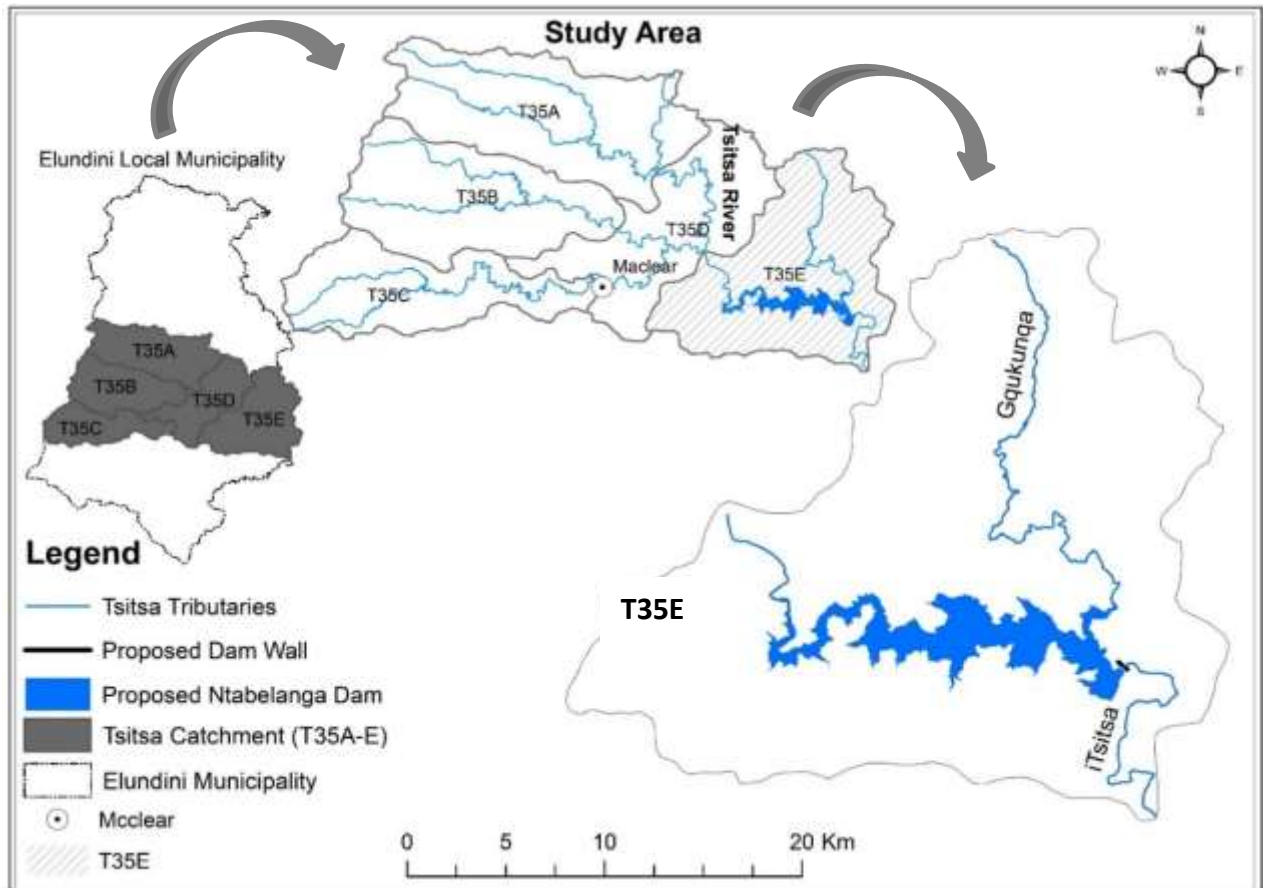 Study Area
N
W E
S
Elundini Local Municipality
T35A
T35B
T35C
T35D
T35E
Tsitsa River
Maclear
T35A
T35B
T35C
T35D
T35E
Gqukunqa
T35E
iTsitsa
Legend
Tsitsa Tributaries
Proposed Dam Wall
Proposed Ntabelanga Dam
Tsitsa Catchment (T35A-E)
Elundini Municipality
Mcclear
T35E
0 5 10 20 Km